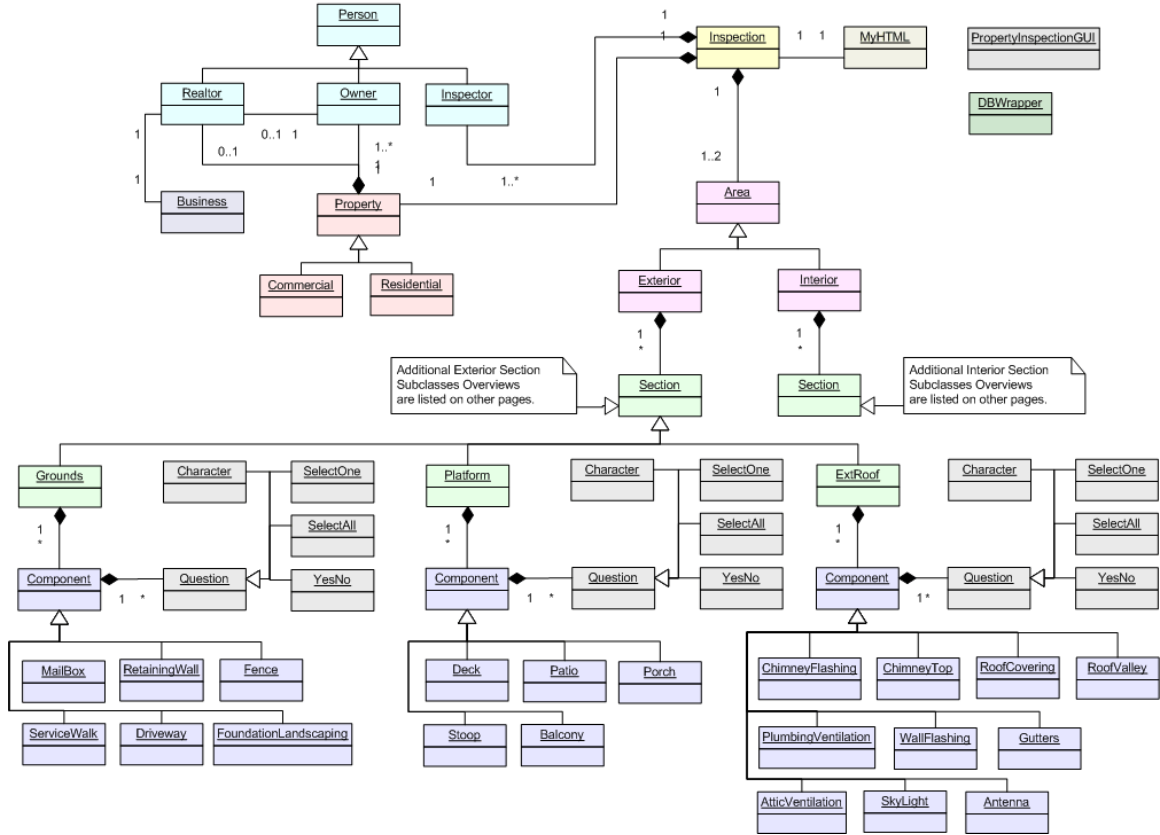 Person
Inspection
MyHTML
PropertyInspectionGUI
1
1
1 1
Realtor
Owner
Inspector
DBWrapper
1
1
0..1 1
1..*
0..1
1
1
1..2
1
1
1..*
Business
Property
Area
Commercial
Residential
Exterior
Interior
1
*
1
*
Additional Exterior Section
Subclasses Overviews
are listed on other pages.
Section
Section
Additional Interior Section
Subclasses Overviews
are listed on other pages.
Grounds
Character
SelectOne
Platform
Character
SelectOne
ExtRoof
Character
SelectOne
1
*
SelectAll
1
*
SelectAll
1
*
SelectAll
Component
Question
YesNo
Component
Question
YesNo
Component
Question
YesNo
1 *
1 *
1 *
MailBox
RetainingWall
Fence
Deck
Patio
Porch
ChimneyFlashing
ChimneyTop
RoofCovering
RoofValley
ServiceWalk
Driveway
FoundationLandscaping
Stoop
Balcony
PlumbingVentilation
WallFlashing
Gutters
AtticVentilation
SkyLight
Antenna